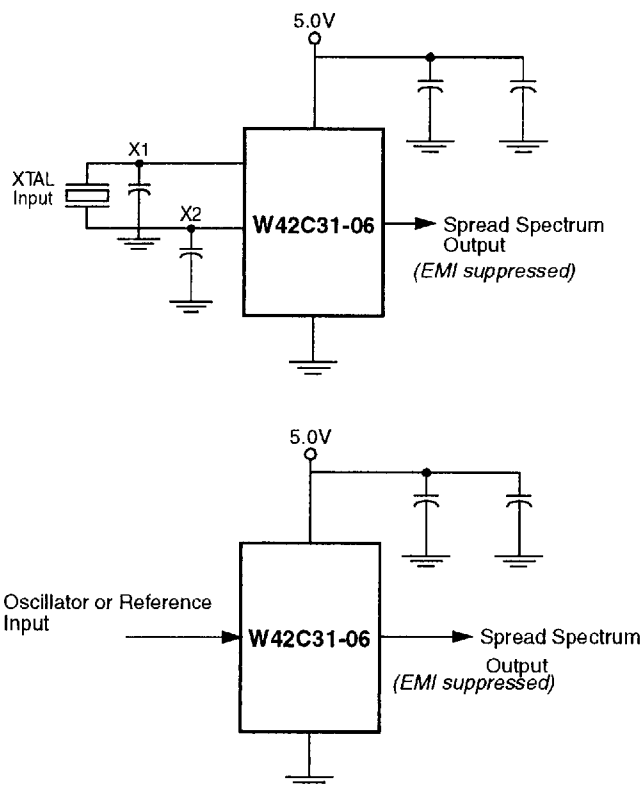 5.0V
X1
XTAL
Input
X2
W42C31-06
Spread Spectrum
Output
(EMI suppressed)
5.0V
Oscillator or Reference
Input
W42C31-06
Spread Spectrum
Output
(EMI suppressed)